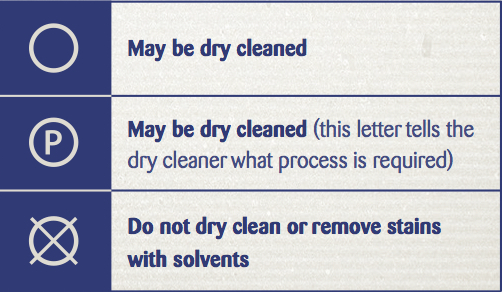 May be dry cleaned
P
May be dry cleaned (this letter tells the
dry cleaner what process is required)
Do not dry clean or remove stains
with solvents